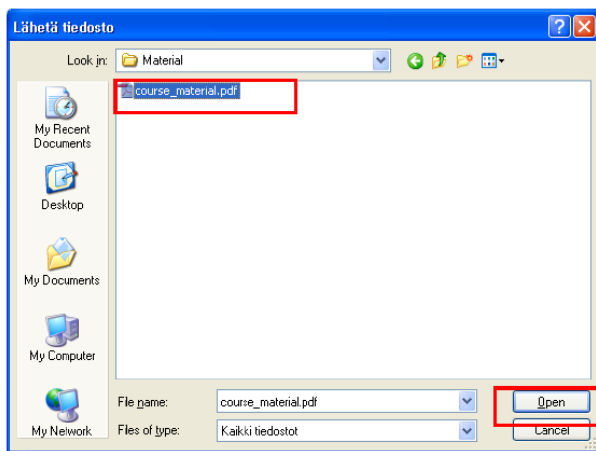 Lähetä tiedosto
Look in:
Material
course_material.pdf
My Recent
Documents
Desktop
My Documents
My Computer
My Network
File name:
course_material.pdf
Open
Files of type:
Kaikki tiedostot
Cancel